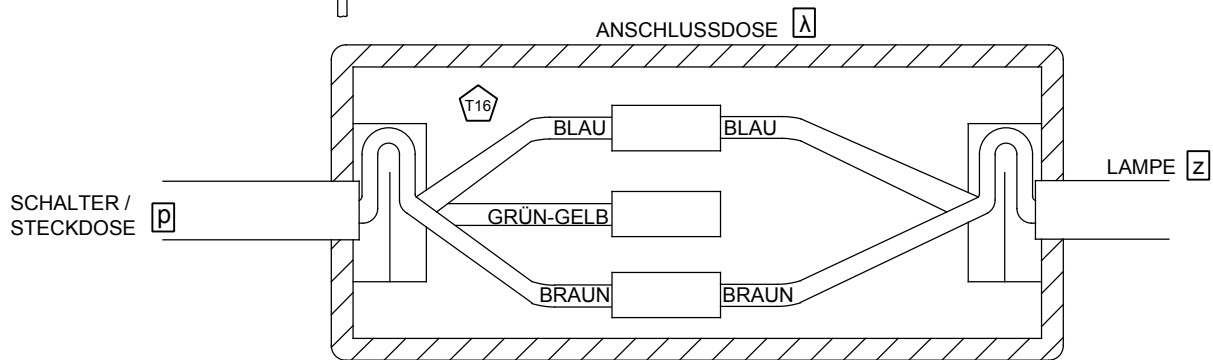 ANSCHLUSSDOSE λ
T16
BLAU BLAU
LAMPE z
SCHALTER /
STECKDOSE p
GRÜN-GELB
BRAUN BRAUN